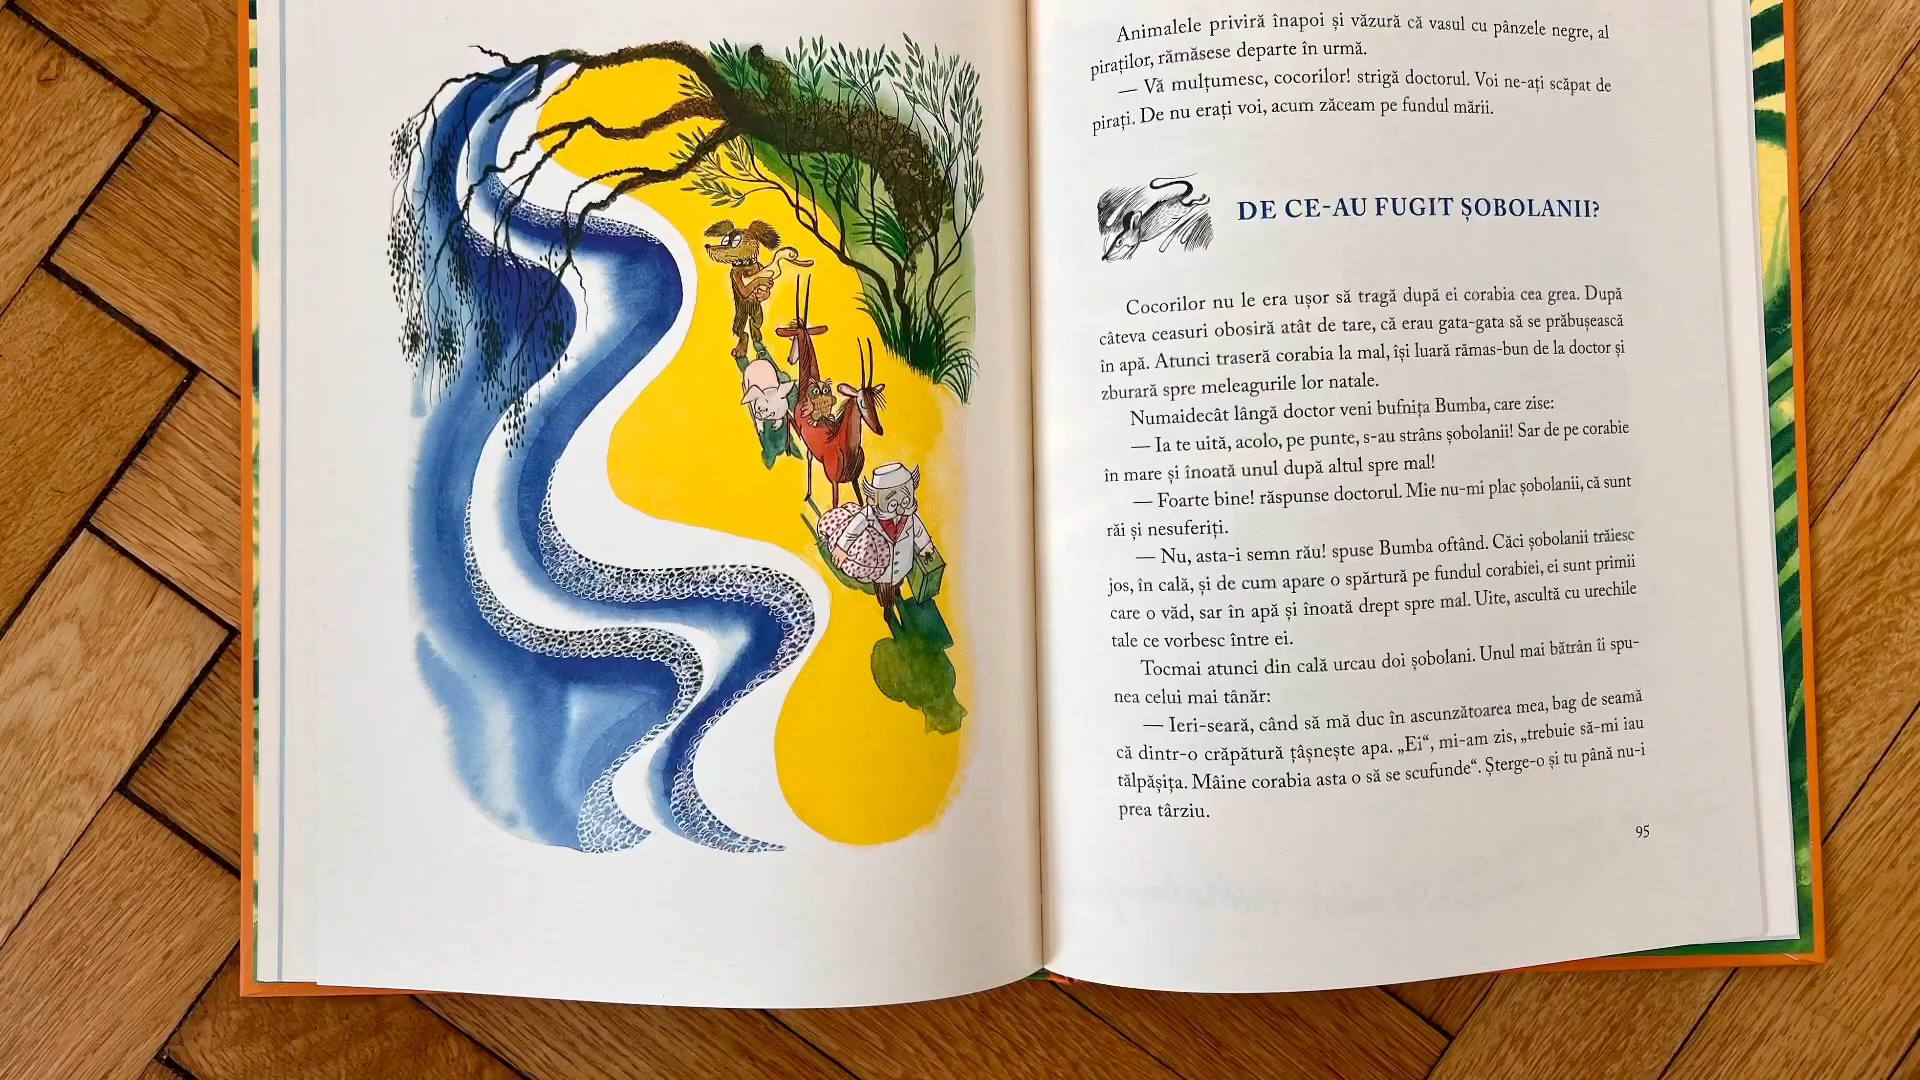 Animalele priviră înapoi și văzură că vasul cu pânzele negre, al
piraților, rămăsese departe în urmă.
— Vă mulțumesc, cocorilor! strigă doctorul. Voi ne-ați scăpat de
pirați. De nu erați voi, acum zăceam pe fundul mării.
DE CE-AU FUGIT ȘOBOLANII?
Cocorilor nu le era ușor să tragă după ei corabia cea grea. După
câteva ceasuri obosiră atât de tare, că erau gata-gata să se prăbușească
în apă. Atunci traseră corabia la mal, își luară rămas-bun de la doctor și
zburară spre meleagurile lor natale.
Numaidecât lângă doctor veni bufnița Bumba, care zise:
— Ia te uită, acolo, pe punte, s-au strâns șobolanii! Sar de pe corabie
în mare și înoată unul după altul spre mal!
— Foarte bine! răspunse doctorul. Mie nu-mi plac șobolanii, că sunt
răi și nesuferiți.
— Nu, asta-i semn rău! spuse Bumba oftând. Căci șobolanii trăiesc
jos, în cală, și de cum apare o spărtură pe fundul corabiei, ei sunt primii
care o văd, sar în apă și înoată drept spre mal. Uite, ascultă cu urechile
tale ce vorbesc între ei.
Tocmai atunci din cală urcau doi șobolani. Unul mai bătrân îi spu-
nea celui mai tânăr:
— Ieri-seară, când să mă duc în ascunzătoarea mea, bag de seamă
că dintr-o crăpătură țâșnește apa. „Ei“, mi-am zis, „trebuie să-mi iau
tălpășița. Mâine corabia asta o să se scufunde“. Șterge-o și tu până nu-i
prea târziu.
95